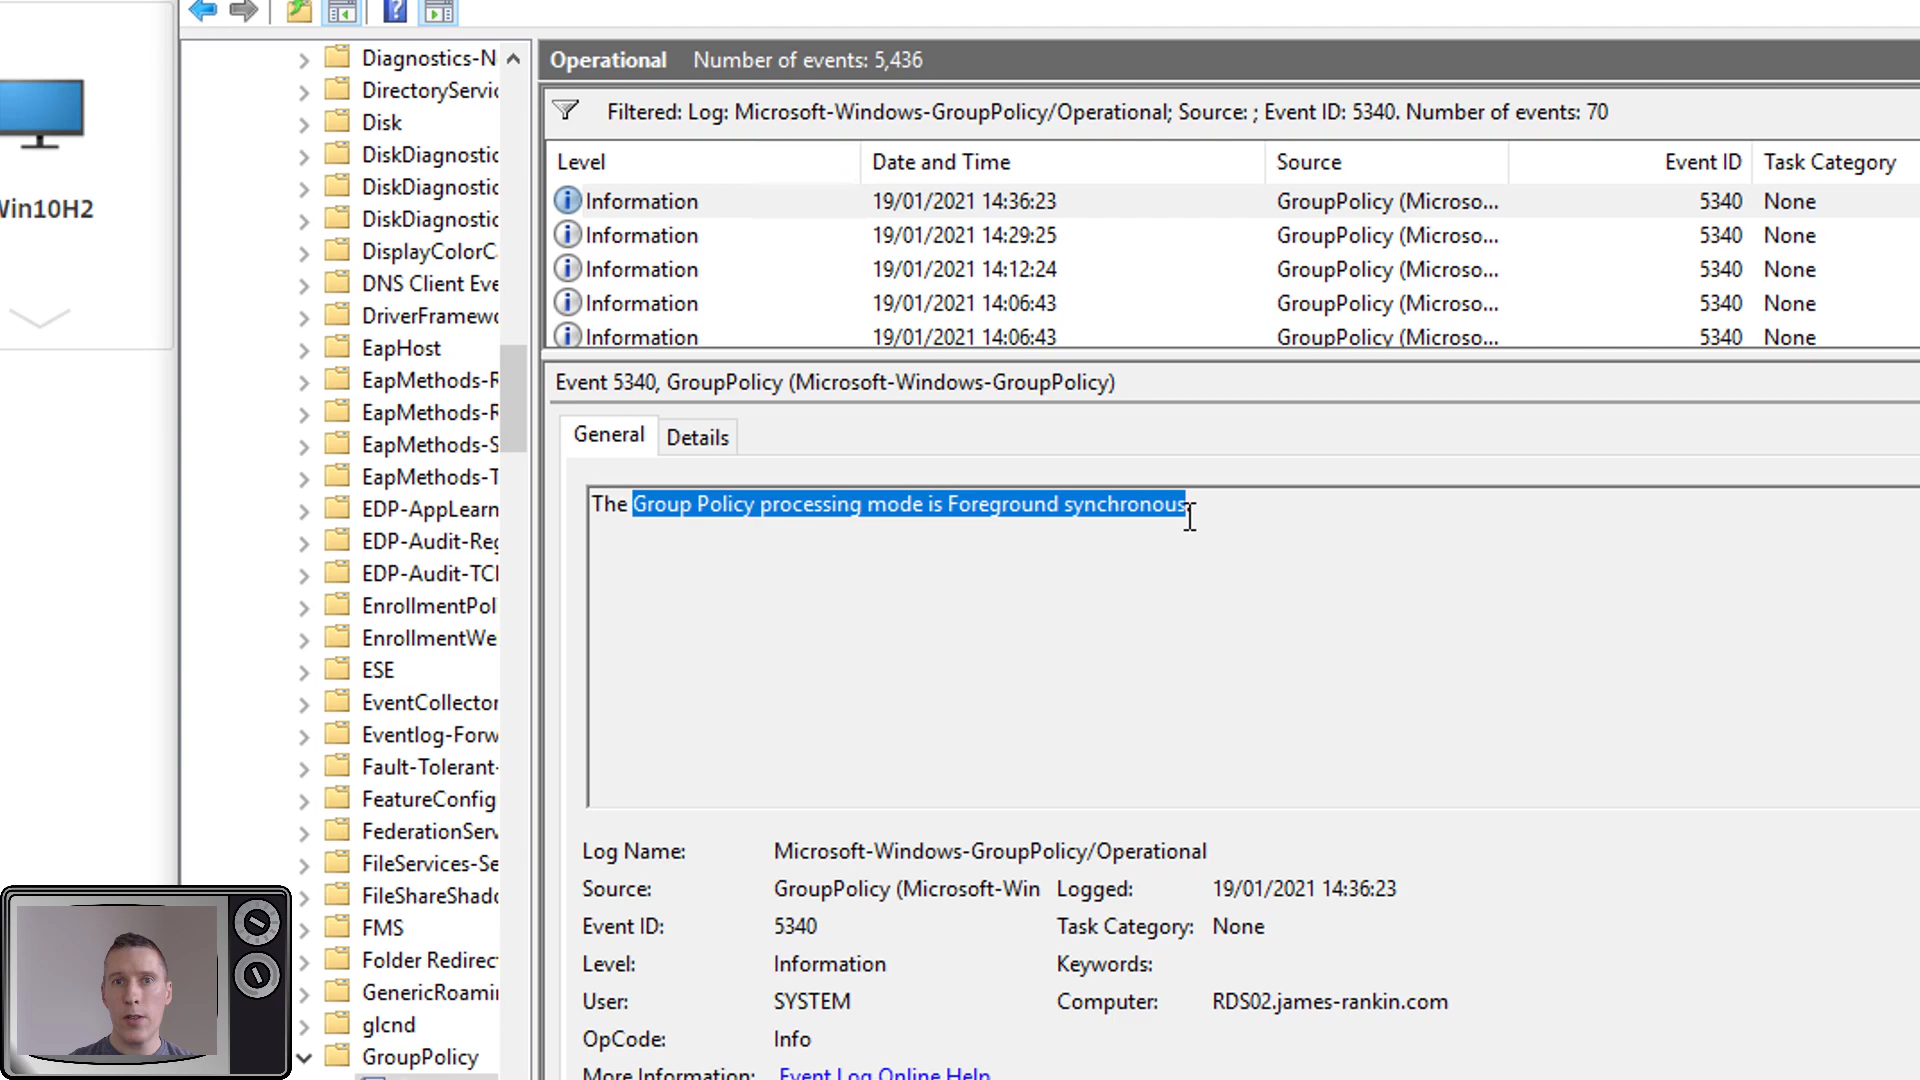 Win10H2
Diagnostics-N
DirectoryServic
Disk
DiskDiagnostic
DiskDiagnostic
DiskDiagnostic
DisplayColorC
DNS Client Eve
DriverFramewo
EapHost
EapMethods-R
EapMethods-R
EapMethods-S
EapMethods-T
EDP-AppLearn
EDP-Audit-Reg
EDP-Audit-TCI
EnrollmentPol
EnrollmentWe
ESE
EventCollector
Eventlog-Forw
Fault-Tolerant-
FeatureConfig
FederationServ
FileServices-Se
FileShareShado
FMS
Folder Redirect
GenericRoami
glcnd
GroupPolicy
Operational Number of events: 5,436
Filtered: Log: Microsoft-Windows-GroupPolicy/Operational; Source: ; Event ID: 5340. Number of events: 70
Level Date and Time Source Event ID Task Category
Information 19/01/2021 14:36:23 GroupPolicy (Microso... 5340 None
Information 19/01/2021 14:29:25 GroupPolicy (Microso... 5340 None
Information 19/01/2021 14:12:24 GroupPolicy (Microso... 5340 None
Information 19/01/2021 14:06:43 GroupPolicy (Microso... 5340 None
Information 19/01/2021 14:06:43 GroupPolicy (Microso... 5340 None
Event 5340, GroupPolicy (Microsoft-Windows-GroupPolicy)
General Details
The Group Policy processing mode is Foreground synchronous.
Log Name: Microsoft-Windows-GroupPolicy/Operational
Source: GroupPolicy (Microsoft-Win Logged: 19/01/2021 14:36:23
Event ID: 5340 Task Category: None
Level: Information Keywords:
User: SYSTEM Computer: RDS02.james-rankin.com
OpCode: Info
More Information: Event Log Online Help